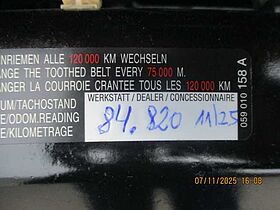 NRIEMEN ALLE 120 000 KM WECHSELN
NGE THE TOOTHED BELT EVERY 75 000 M.
NGER LA COURROIE CRANTEE TOUS LES 120 000 KM
UM/TACHOSTAND
E/ODOM.READING
E/KILOMETRAGE
WERKSTATT / DEALER / CONCESSIONNAIRE
84.820 11/25
059 010 158 A
07/11/2025 16:08